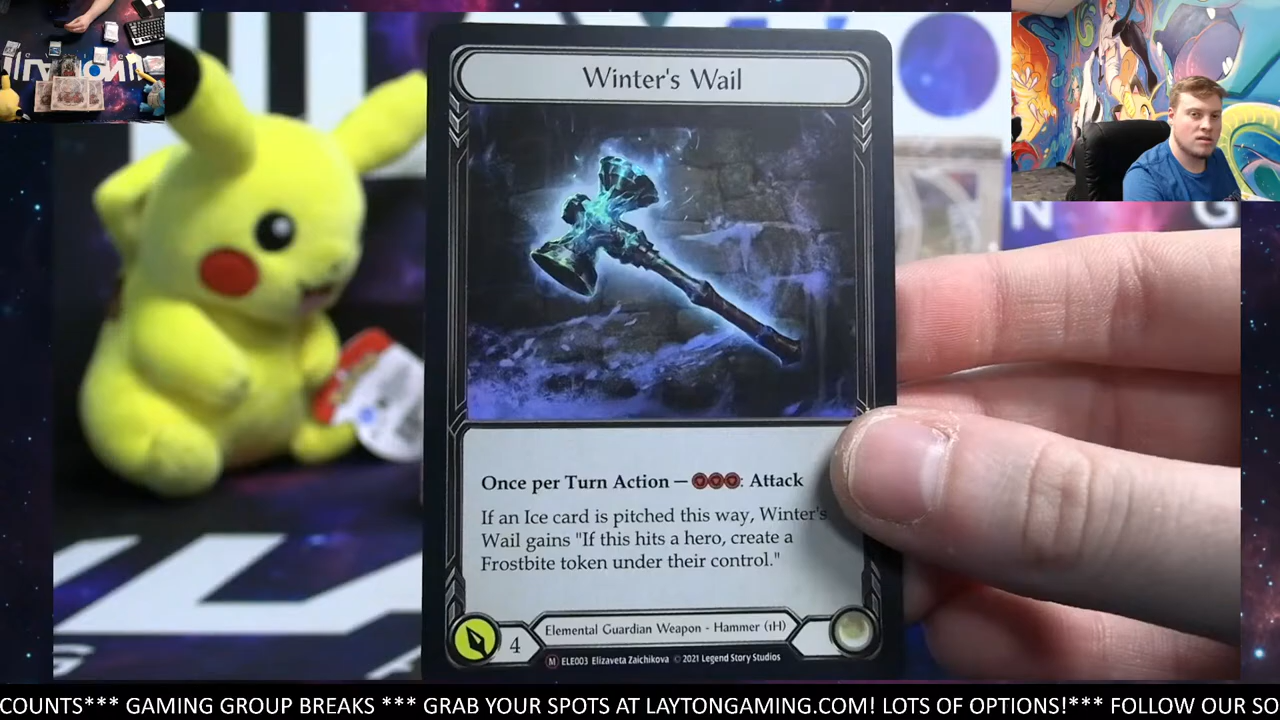 Winter's Wail
Once per Turn Action — : Attack
If an Ice card is pitched this way, Winter's
Wail gains "If this hits a hero, create a
Frostbite token under their control."
4
Elemental Guardian Weapon - Hammer (1H)
M ELE003 Elizaveta Zaichikova © 2021 Legend Story Studios
COUNTS*** GAMING GROUP BREAKS *** GRAB YOUR SPOTS AT LAYTONGAMING.COM! LOTS OF OPTIONS!*** FOLLOW OUR SO